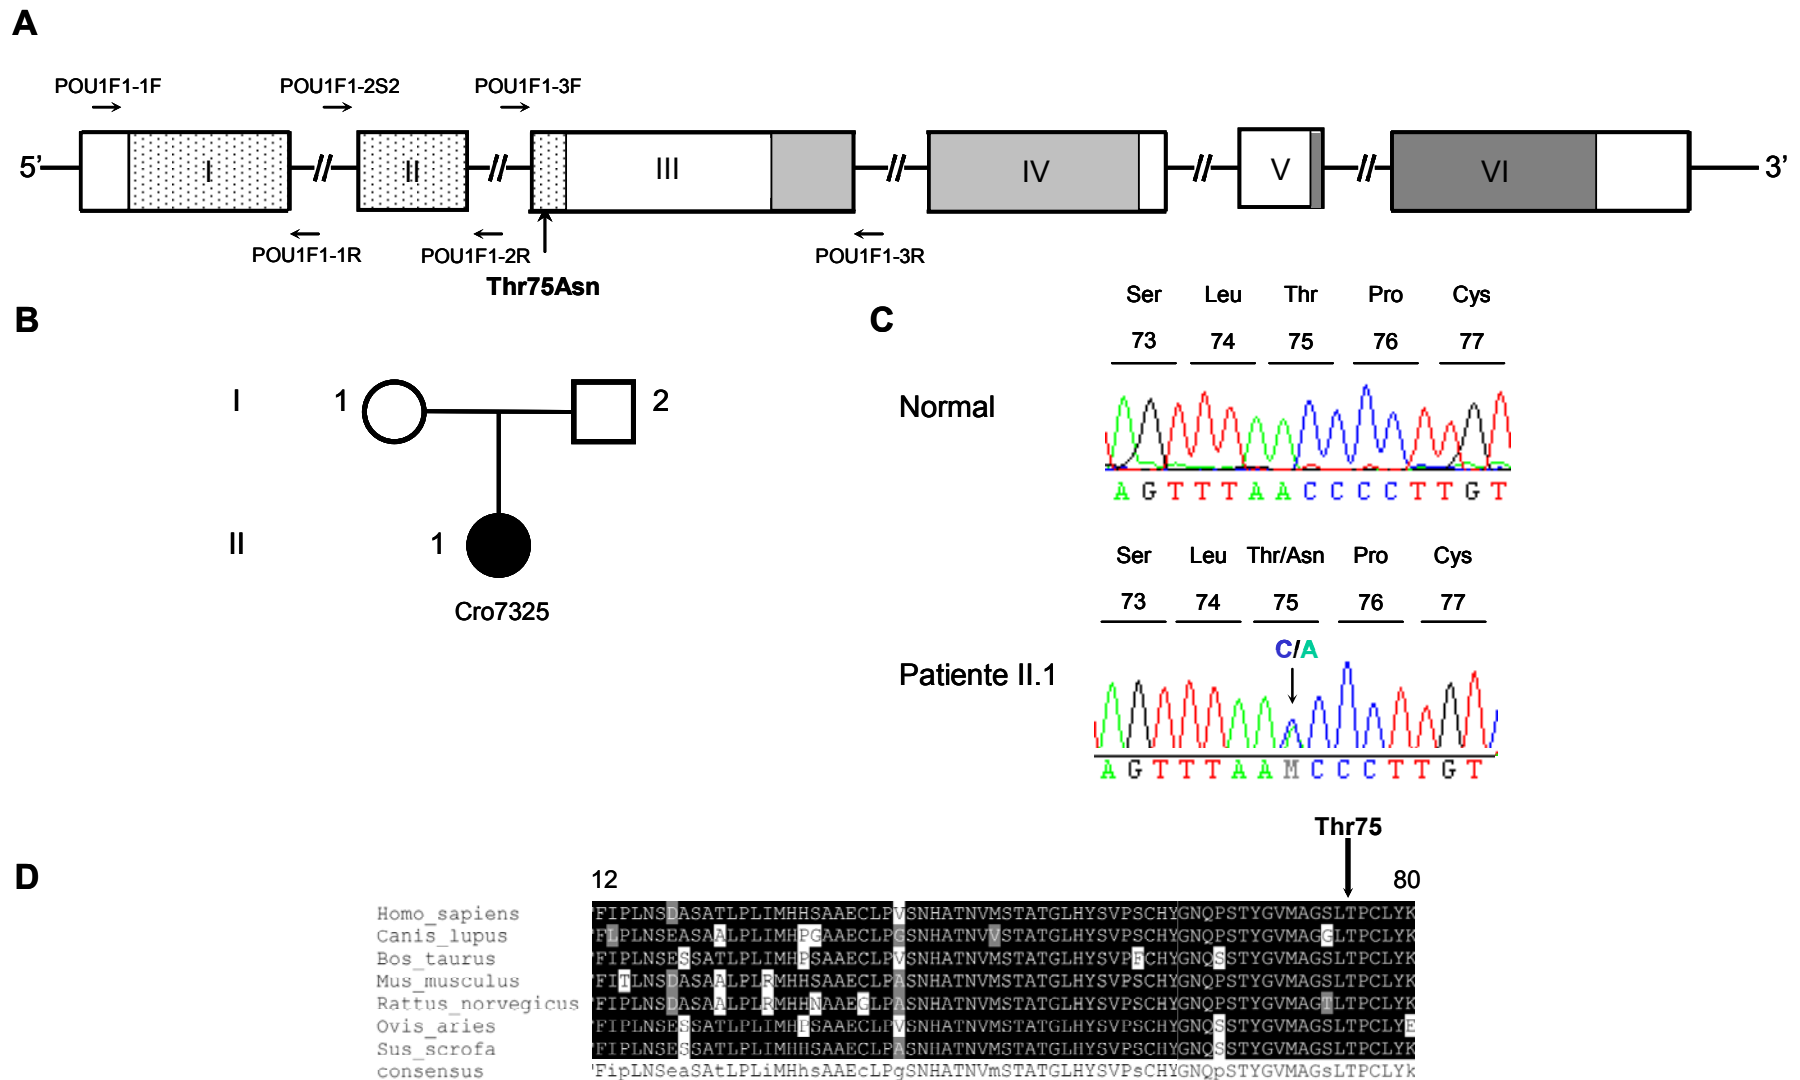 A
POU1F1-1F POU1F1-2S2 POU1F1-3F
5’ I II III IV V VI 3’
POU1F1-1R POU1F1-2R POU1F1-3R
Thr75Asn
B
I 1 2
II 1
Cro7325
C
Ser Leu Thr Pro Cys
73 74 75 76 77
Normal
A G T T T A A C C C C T T G T
Ser Leu Thr/Asn Pro Cys
73 74 75 76 77
C/A
Patiente II.1
A G T T T A A M C C C T T G T
Thr75
D
12 80
Homo_sapiens FIPLNSDASATLPLIMHHSAAECLPVSNHATNVMSTATGLHYSVPSCHYGNQPSTYGVMAGSLTPCLYK
Canis_lupus FLPLNSEASAALPLIMHPGAAECLPGSNHATNVVSTATGLHYSVPSCHYGNQPSTYGVMAGGLTPCLYK
Bos_taurus FIPLNSESSATLPLIMHPSAAECLPVSNHATNVMSTATGLHYSVPFCHYGNQSSTYGVMAGSLTPCLYK
Mus_musculus FITLNSDASAALPLRMHHSAAECLPASNHATNVMSTATGLHYSVPSCHYGNQPSTYGVMAGSLTPCLYK
Rattus_norvegicus FIPLNSDASAALPLRMHHNAAEGLPASNHATNVMSTATGLHYSVPSCHYGNQPSTYGVMAGTLTPCLYK
Ovis_aries FIPLNSESSATLPLIMHPSAAECLPVSNHATNVMSTATGLHYSVPSCHYGNQSSTYGVMAGSLTPCLYE
Sus_scrofa FIPLNSESSATLPLIMHHSAAECLPASNHATNVMSTATGLHYSVPSCHYGNQSSTYGVMAGSLTPCLYK
consensus FipLNSeaSAtLPLiMHhsAAEcLPgSNHATNVmSTATGLHYSVPsCHYGNQpSTYGVMAGsLTPCLYk